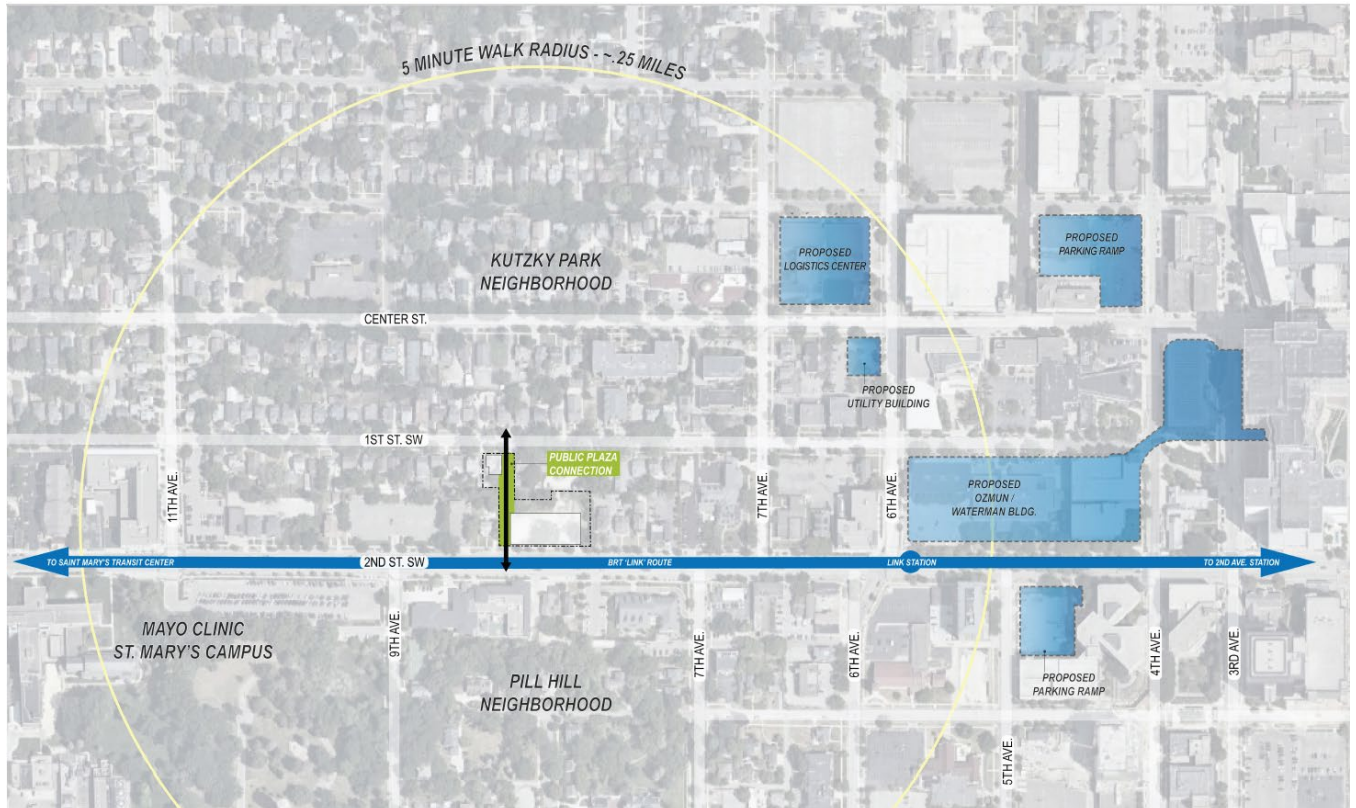 5 MINUTE WALK RADIUS - ~.25 MILES
KUTZKY PARK
NEIGHBORHOOD
PROPOSED
LOGISTICS CENTER
PROPOSED
PARKING RAMP
CENTER ST.
PROPOSED
UTILITY BUILDING
1ST ST. SW
PUBLIC PLAZA
CONNECTION
11TH AVE.
7TH AVE.
6TH AVE.
PROPOSED
OZMUN /
WATERMAN BLDG.
TO SAINT MARY'S TRANSIT CENTER
2ND ST. SW
BRT 'LINK' ROUTE
LINK STATION
TO 2ND AVE. STATION
MAYO CLINIC
ST. MARY'S CAMPUS
9TH AVE.
PILL HILL
NEIGHBORHOOD
7TH AVE.
6TH AVE.
PROPOSED
PARKING RAMP
4TH AVE.
3RD AVE.
5TH AVE.